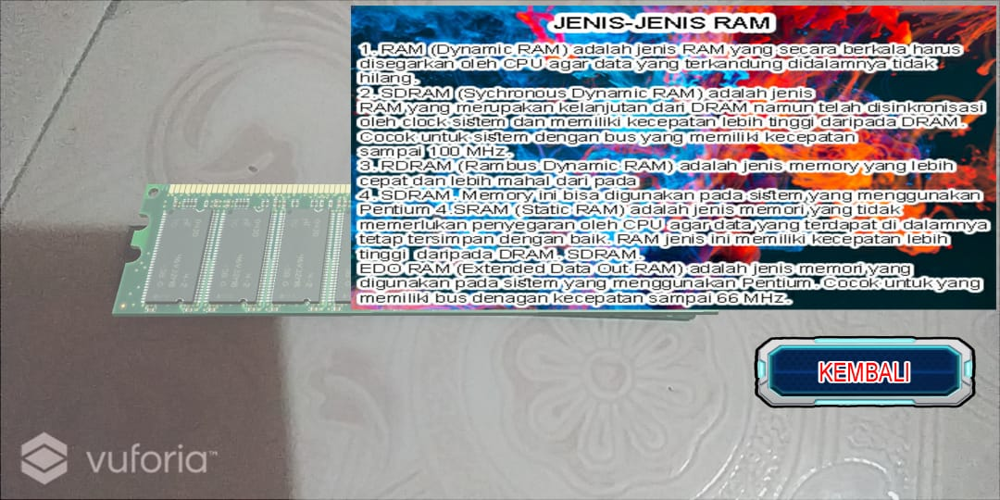 JENIS-JENIS RAM
1. RAM (Dynamic RAM) adalah jenis RAM yang secara berkala harus
disegarkan oleh CPU agar data yang terkandung didalamnya tidak
hilang.
2. SDRAM (Sychronous Dynamic RAM) adalah jenis
RAM yang merupakan kelanjutan dari DRAM namun telah disinkronisasi
oleh clock sistem dan memiliki kecepatan lebih tinggi daripada DRAM.
Cocok untuk sistem dengan bus yang memiliki kecepatan
sampai 100 MHz.
3. RDRAM (Rambus Dynamic RAM) adalah jenis memory yang lebih
cepat dan lebih mahal dari pada
4. SDRAM. Memory ini bisa digunakan pada sistem yang menggunakan
Pentium 4.SRAM (Static RAM) adalah jenis memori yang tidak
memerlukan penyegaran oleh CPU agar data yang terdapat di dalamnya
tetap tersimpan dengan baik. RAM jenis ini memiliki kecepatan lebih
tinggi daripada DRAM. SDRAM.
EDO RAM (Extended Data Out RAM) adalah jenis memori yang
digunakan pada sistem yang menggunakan Pentium. Cocok untuk yang
memiliki bus denagan kecepatan sampai 66 MHz.
KEMBALI
vuforia™